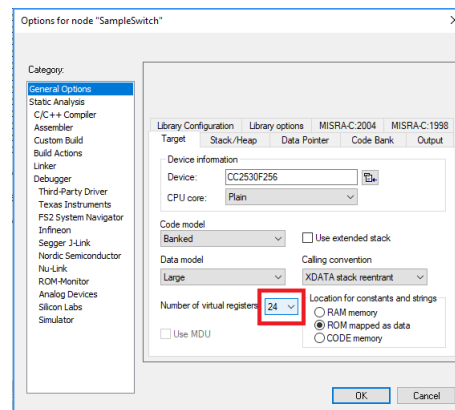 Options for node "SampleSwitch"
Category:
General Options
Static Analysis
C/C++ Compiler
Assembler
Custom Build
Build Actions
Linker
Debugger
Third-Party Driver
Texas Instruments
FS2 System Navigator
Infineon
Segger J-Link
Nordic Semiconductor
Nu-Link
ROM-Monitor
Analog Devices
Silicon Labs
Simulator
Library Configuration Library options MISRA-C:2004 MISRA-C:1998
Target Stack/Heap Data Pointer Code Bank Output
Device information
Device: CC2530F256
CPU core: Plain
Code model
Banked Use extended stack
Data model Calling convention
Large XDATA stack reentrant
Number of virtual registers 24 Location for constants and strings
RAM memory
ROM mapped as data
Use MDU CODE memory
OK Cancel